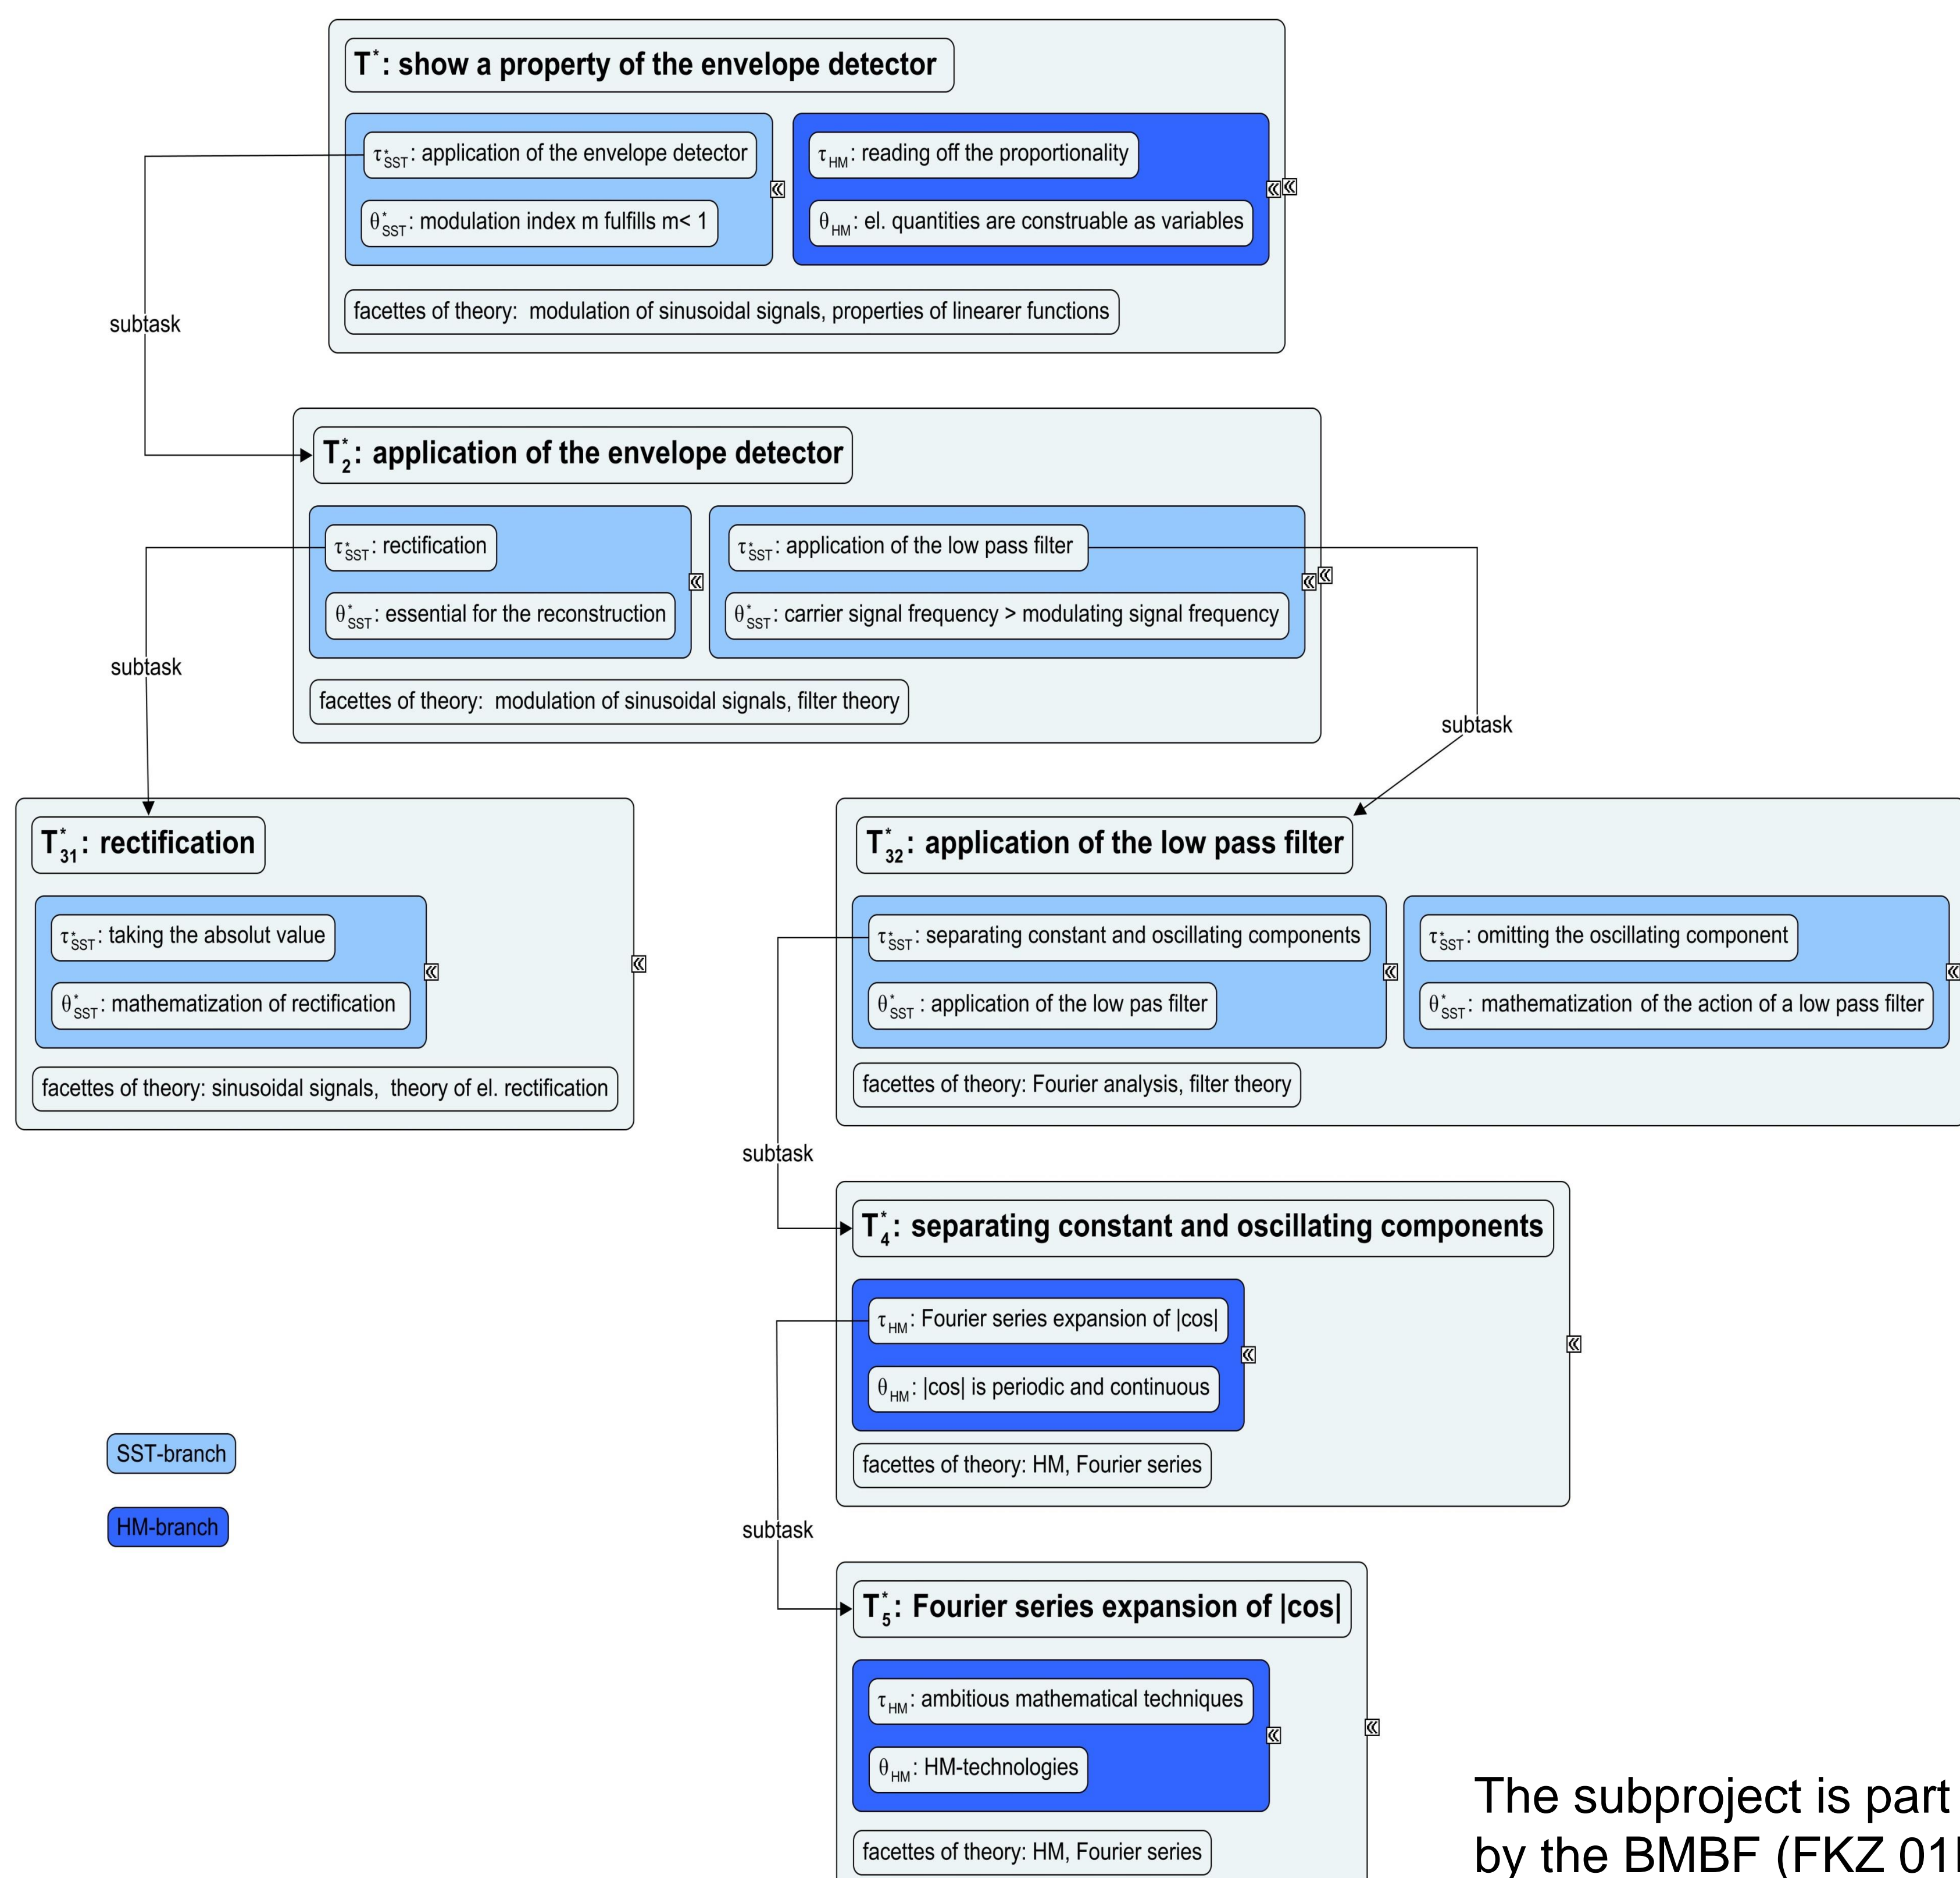 T*: show a property of the envelope detector
τ*SST: application of the envelope detector
θ*SST: modulation index m fulfills m< 1
τHM: reading off the proportionality
θHM: el. quantities are construable as variables
facettes of theory: modulation of sinusoidal signals, properties of linearer functions
subtask
T*2: application of the envelope detector
τ*SST: rectification
θ*SST: essential for the reconstruction
τ*SST: application of the low pass filter
θ*SST: carrier signal frequency > modulating signal frequency
facettes of theory: modulation of sinusoidal signals, filter theory
subtask
subtask
T*31: rectification
τ*SST: taking the absolut value
θ*SST: mathematization of rectification
facettes of theory: sinusoidal signals, theory of el. rectification
T*32: application of the low pass filter
τ*SST: separating constant and oscillating components
θ*SST: application of the low pas filter
τ*SST: omitting the oscillating component
θ*SST: mathematization of the action of a low pass filter
facettes of theory: Fourier analysis, filter theory
subtask
T*4: separating constant and oscillating components
τHM: Fourier series expansion of |cos|
θHM: |cos| is periodic and continuous
facettes of theory: HM, Fourier series
SST-branch
HM-branch
subtask
T*5: Fourier series expansion of |cos|
τHM: ambitious mathematical techniques
θHM: HM-technologies
facettes of theory: HM, Fourier series
The subproject is part
by the BMBF (FKZ 01